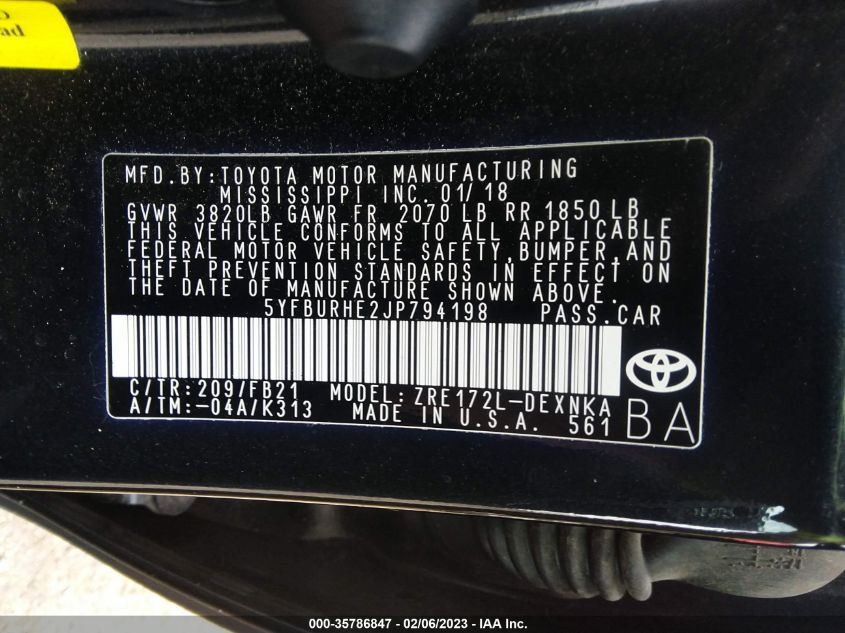 ad
MFD.BY:TOYOTA MOTOR MANUFACTURING
MISSISSIPPI INC. 01/18
GVWR 3820LB GAWR FR 2070 LB RR 1850 LB
THIS VEHICLE CONFORMS TO ALL APPLICABLE
FEDERAL MOTOR VEHICLE SAFETY,BUMPER,AND
THEFT PREVENTION STANDARDS IN EFFECT ON
THE DATE OF MANUFACTURE SHOWN ABOVE.
5YFBURHE2JP794198 PASS.CAR
C/TR:209/FB21 MODEL:ZRE172L-DEXNKA
A/TM:-04A/K313 MADE IN U.S.A. 561
BA
000-35786847 - 02/06/2023 - IAA Inc.